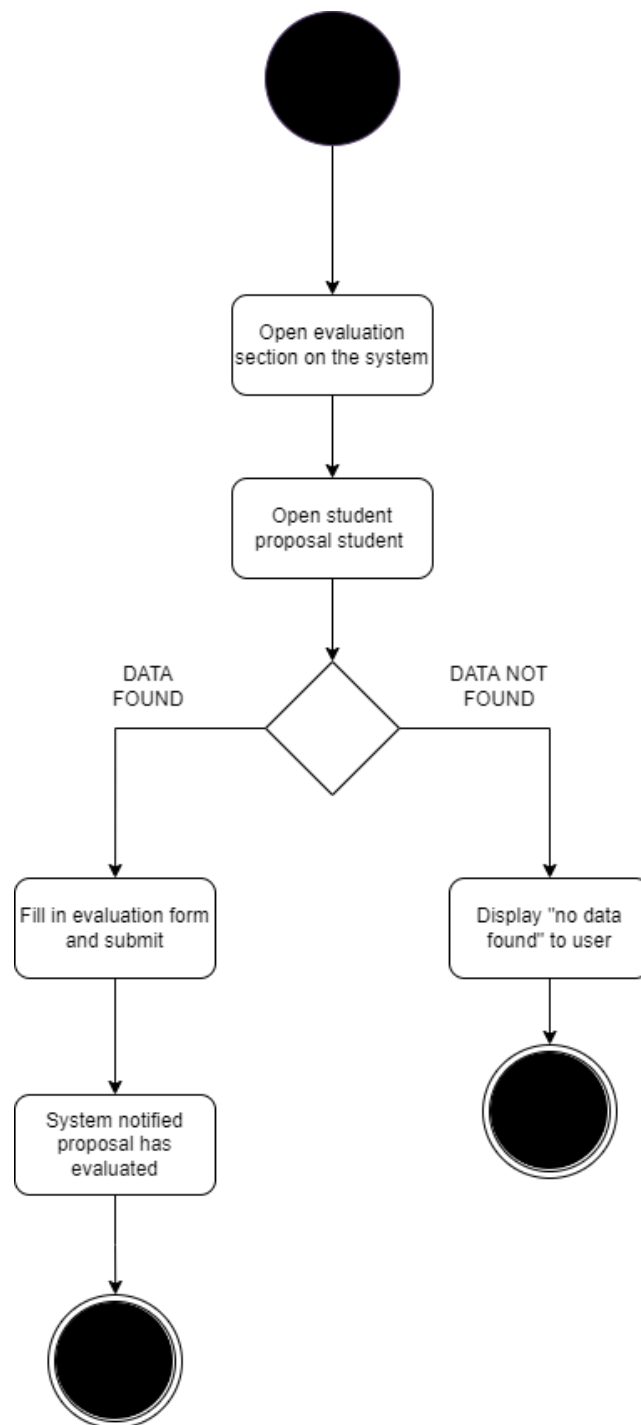 Open evaluation
section on the system
Open student
proposal student
DATA
FOUND
DATA NOT
FOUND
Fill in evaluation form
and submit
Display "no data
found" to user
System notified
proposal has
evaluated